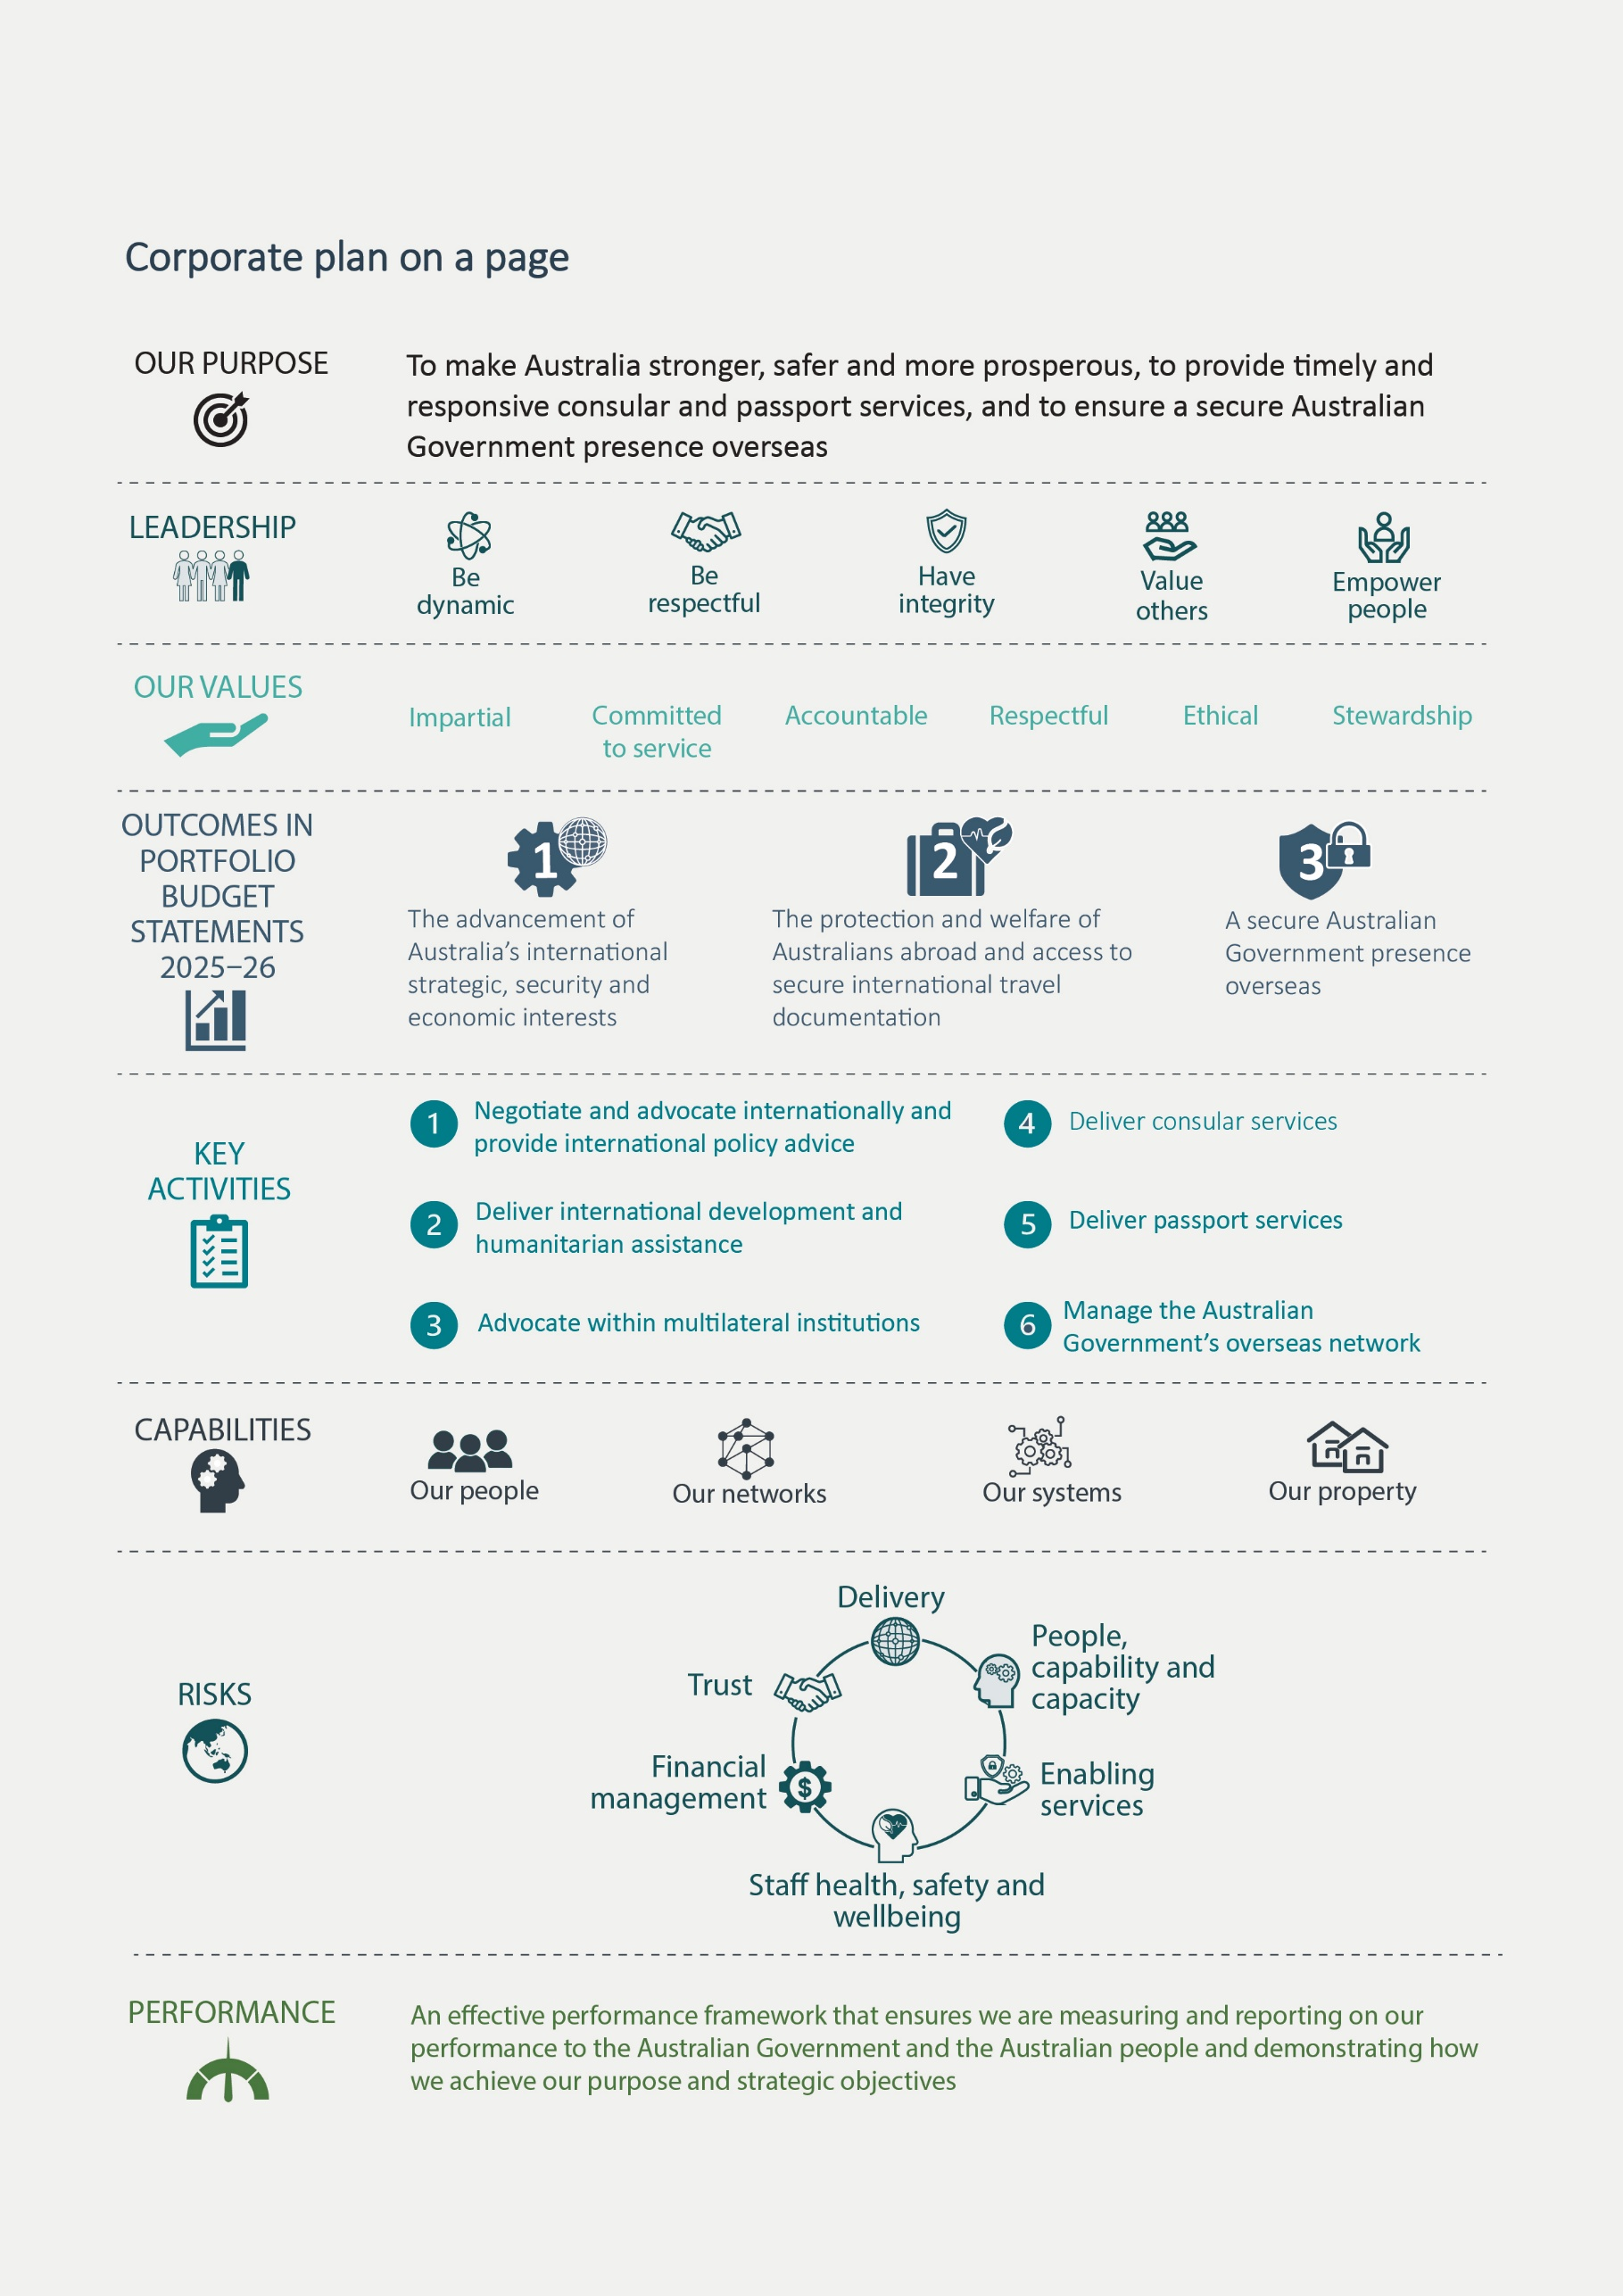 Corporate plan on a page
OUR PURPOSE
To make Australia stronger, safer and more prosperous, to provide timely and
responsive consular and passport services, and to ensure a secure Australian
Government presence overseas
LEADERSHIP
Be
dynamic
Be
respectful
Have
integrity
Value
others
Empower
people
OUR VALUES
Impartial
Committed
to service
Accountable
Respectful
Ethical
Stewardship
OUTCOMES IN
PORTFOLIO
BUDGET
STATEMENTS
2025–26
1
The advancement of
Australia’s international
strategic, security and
economic interests
2
The protection and welfare of
Australians abroad and access to
secure international travel
documentation
3
A secure Australian
Government presence
overseas
KEY
ACTIVITIES
1
Negotiate and advocate internationally and
provide international policy advice
2
Deliver international development and
humanitarian assistance
3
Advocate within multilateral institutions
4
Deliver consular services
5
Deliver passport services
6
Manage the Australian
Government’s overseas network
CAPABILITIES
Our people
Our networks
Our systems
Our property
RISKS
Delivery
People,
capability and
capacity
Enabling
services
Staff health, safety and
wellbeing
Financial
management
$
Trust
PERFORMANCE
An effective performance framework that ensures we are measuring and reporting on our
performance to the Australian Government and the Australian people and demonstrating how
we achieve our purpose and strategic objectives